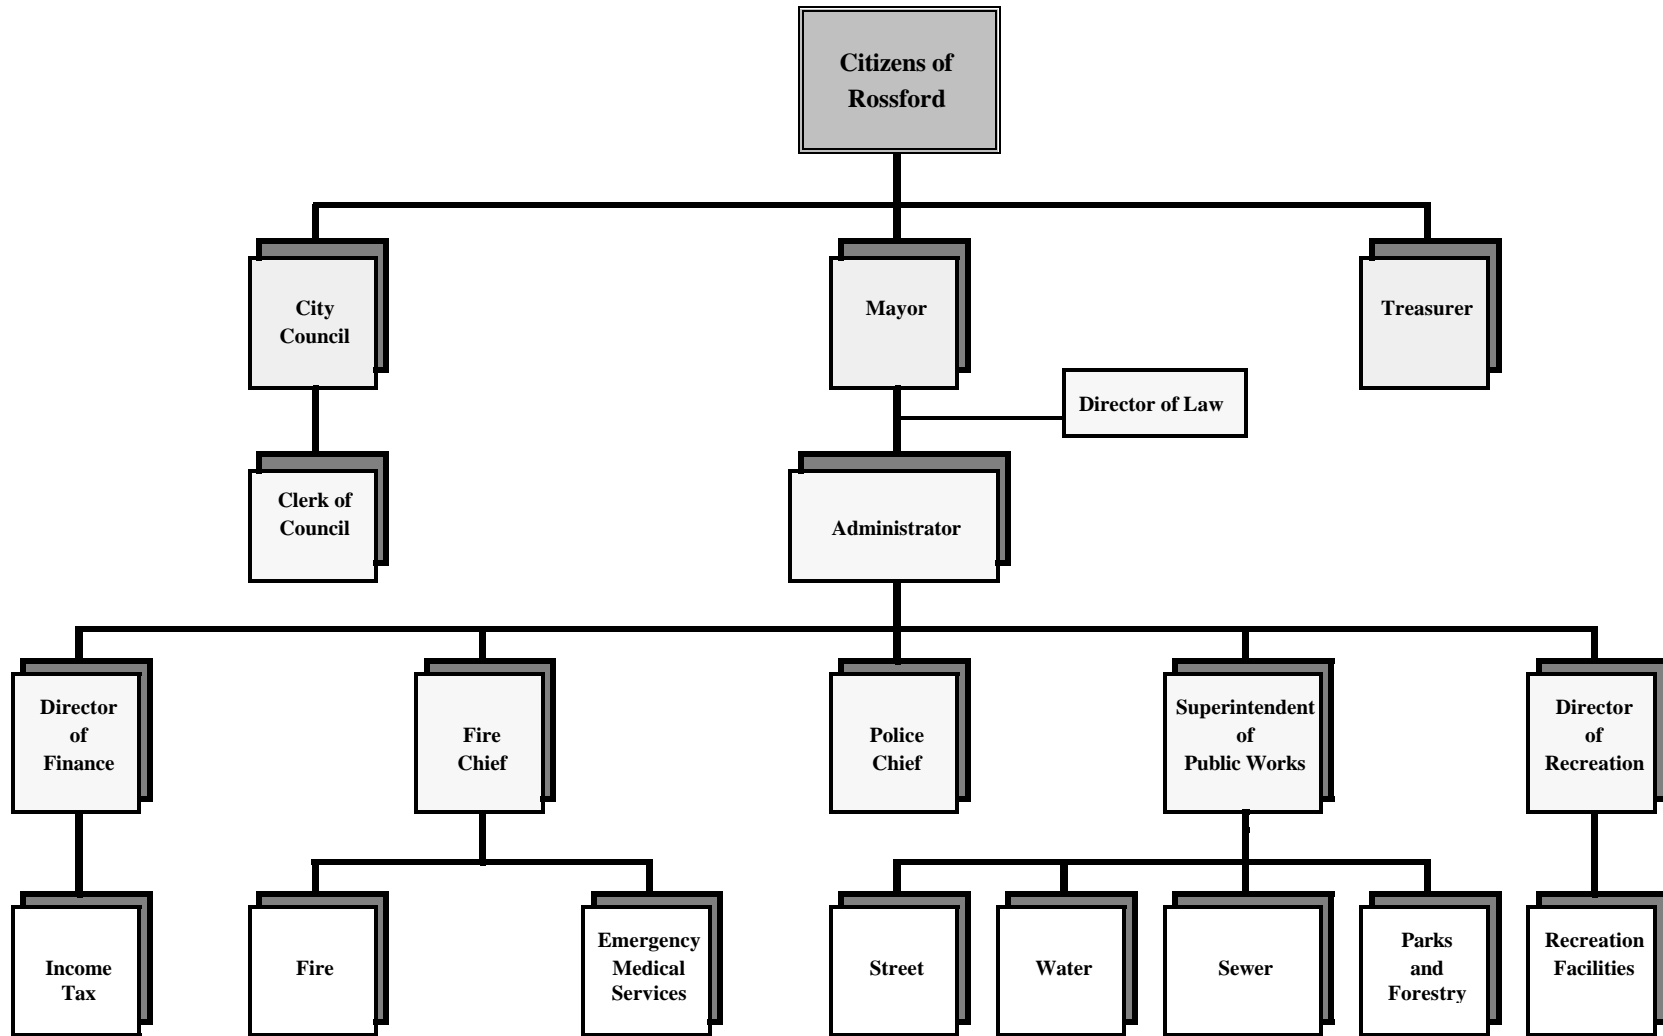 Citizens of
Rossford
City
Council
Mayor
Treasurer
Director of Law
Clerk of
Council
Administrator
Director
of
Finance
Fire
Chief
Police
Chief
Superintendent
of
Public Works
Director
of
Recreation
Income
Tax
Fire
Emergency
Medical
Services
Street
Water
Sewer
Parks
and
Forestry
Recreation
Facilities